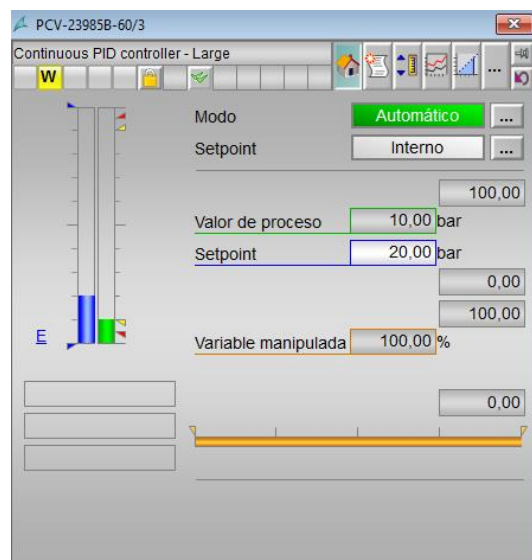 PCV-23985B-60/3
Continuous PID controller - Large
...
W
Modo Automático ...
Setpoint Interno ...
100,00
Valor de proceso 10,00 bar
Setpoint 20,00 bar
0,00
100,00
E
Variable manipulada 100,00 %
0,00